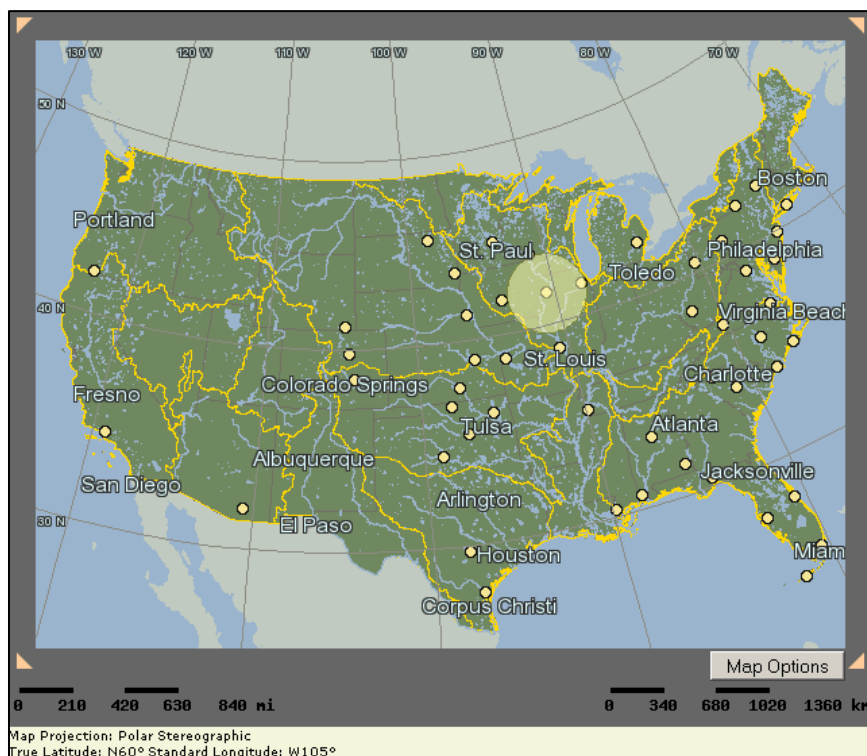 130 W 120 W 110 W 100 W 90 W 80 W 70 W
50 N
Boston
Portland
St. Paul
Philadelphia
Toledo
40 N
Virginia Beach
St. Louis
Colorado Springs
Charlotte
Fresno
Tulsa
Atlanta
Albuquerque
Jacksonville
San Diego
Arlington
30 N
El Paso
Houston
Miam
Corpus Christi
Map Options
0 210 420 630 840 mi
0 340 680 1020 1360 km
Map Projection: Polar Stereographic
True Latitude: N60° Standard Longitude: W105°